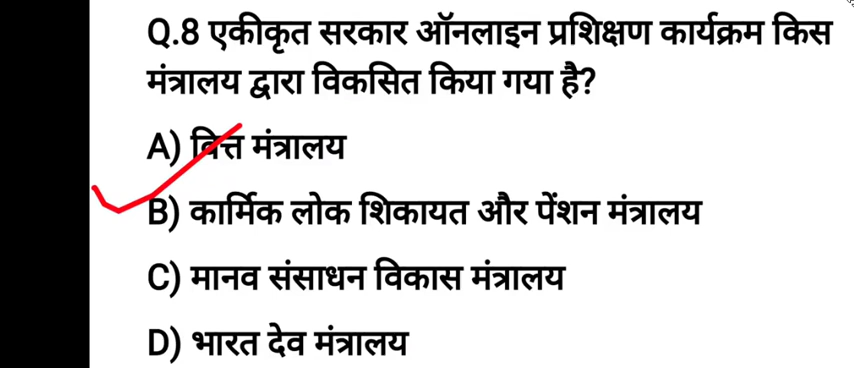 Q.8 एकीकृत सरकार ऑनलाइन प्रशिक्षण कार्यक्रम किस
मंत्रालय द्वारा विकसित किया गया है?
A) वित्त मंत्रालय
B) कार्मिक लोक शिकायत और पेंशन मंत्रालय
C) मानव संसाधन विकास मंत्रालय
D) भारत देव मंत्रालय